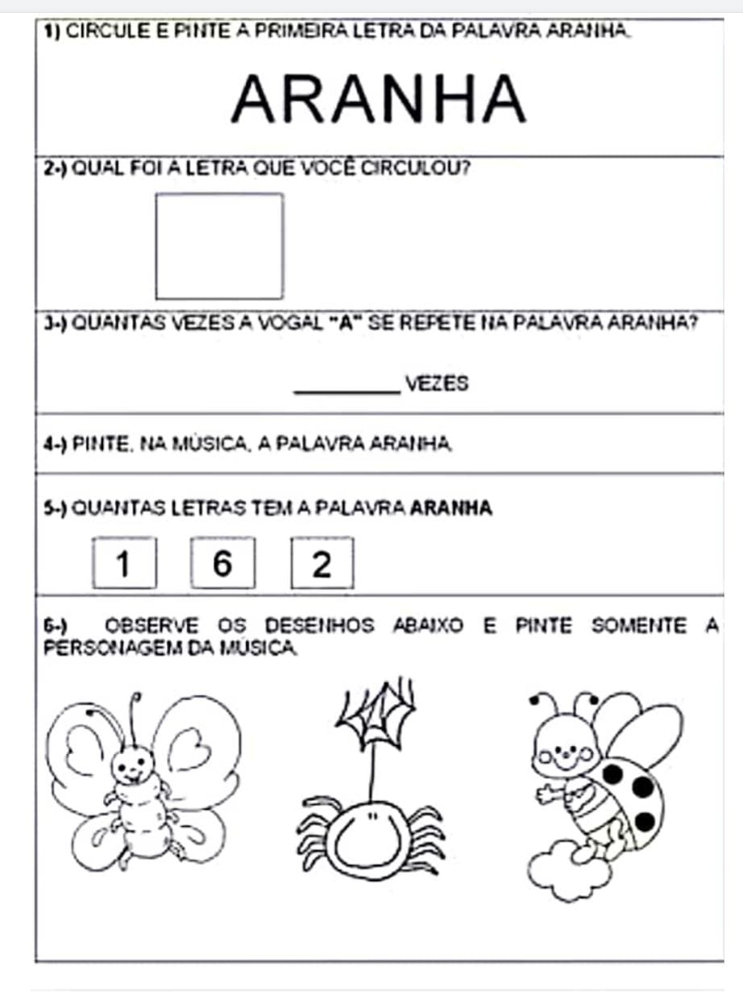 1) CIRCULE E PINTE A PRIMEIRA LETRA DA PALAVRA ARANHA.
ARANHA
2-) QUAL FOI A LETRA QUE VOCÊ CIRCULOU?
3-) QUANTAS VEZES A VOGAL "A" SE REPETE NA PALAVRA ARANHA?
________ VEZES
4-) PINTE, NA MÚSICA, A PALAVRA ARANHA.
5-) QUANTAS LETRAS TEM A PALAVRA ARANHA
1 6 2
6-) OBSERVE OS DESENHOS ABAIXO E PINTE SOMENTE A
PERSONAGEM DA MÚSICA.